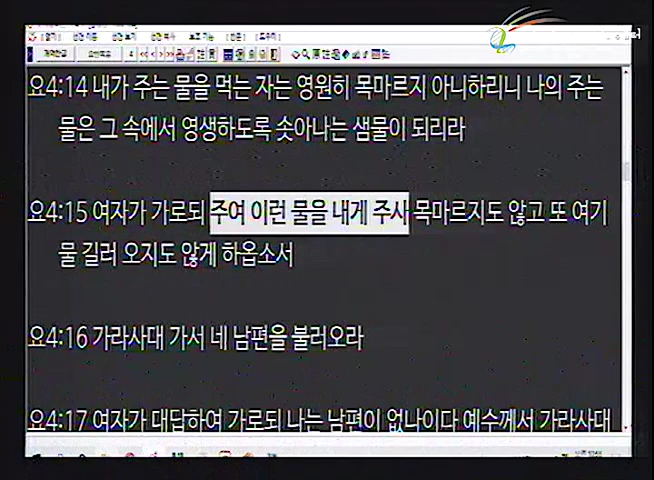 요4:14 내가 주는 물을 먹는 자는 영원히 목마르지 아니하리니 나의 주는
물은 그 속에서 영생하도록 솟아나는 샘물이 되리라
요4:15 여자가 가로되 주여 이런 물을 내게 주사 목마르지도 않고 또 여기
물 길러 오지도 않게 하옵소서
요4:16 가라사대 가서 네 남편을 불러오라
요4:17 여자가 대답하여 가로되 나는 남편이 없나이다 예수께서 가라사대